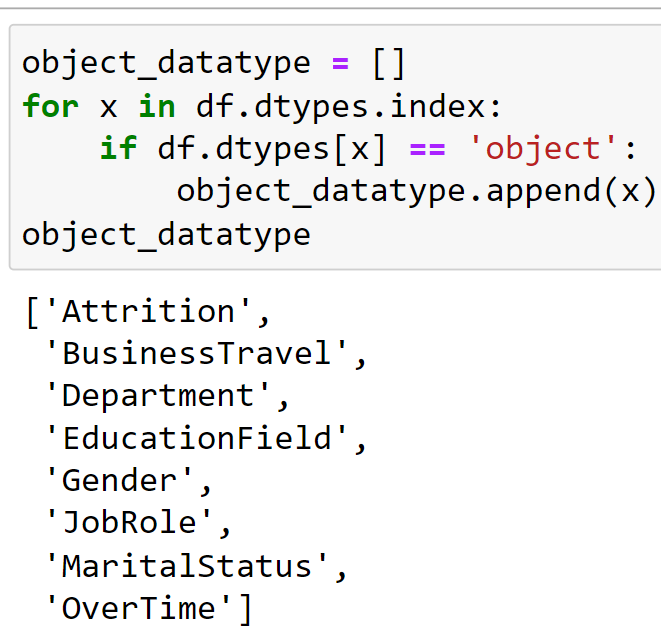 object_datatype = []
for x in df.dtypes.index:
    if df.dtypes[x] == 'object':
        object_datatype.append(x)
object_datatype
['Attrition',
 'BusinessTravel',
 'Department',
 'EducationField',
 'Gender',
 'JobRole',
 'MaritalStatus',
 'OverTime']